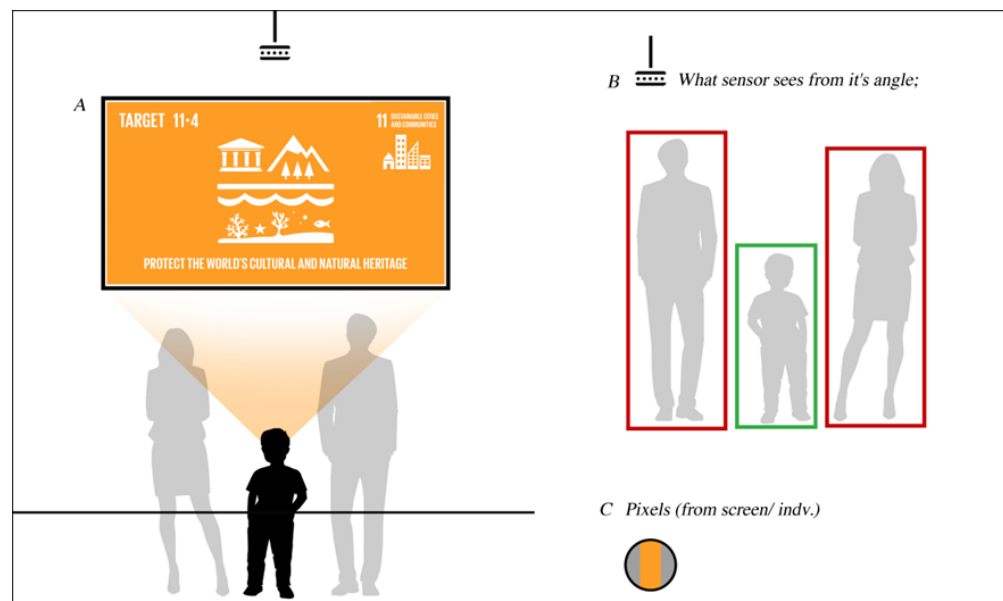 A
TARGET 11·4
11 SUSTAINABLE CITIES
AND COMMUNITIES
PROTECT THE WORLD'S CULTURAL AND NATURAL HERITAGE
B What sensor sees from it's angle;
C Pixels (from screen/ indv.)